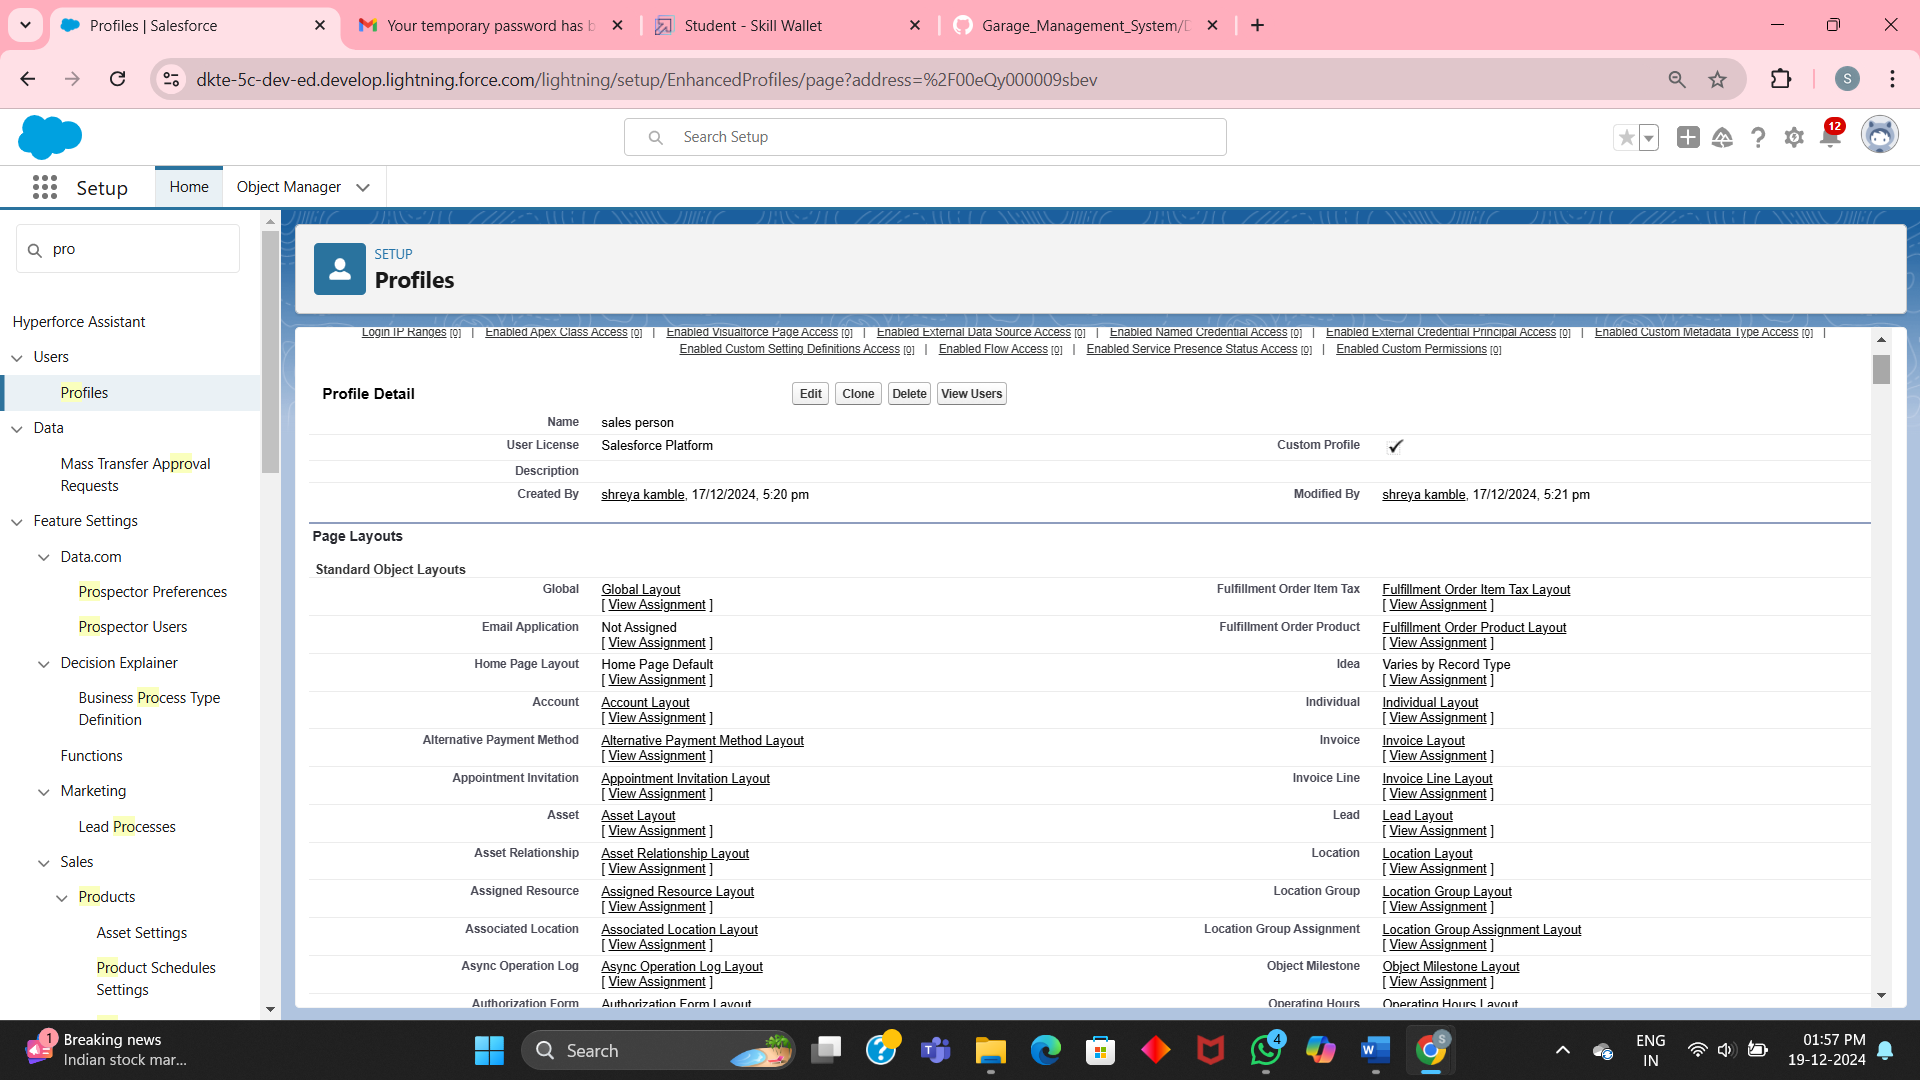 Profiles | Salesforce
Your temporary password has b
Student - Skill Wallet
Garage_Management_System/D
dkte-5c-dev-ed.develop.lightning.force.com/lightning/setup/EnhancedProfiles/page?address=%2F00eQy000009sbev
S
Search Setup
12
Setup
Home
Object Manager
pro
Hyperforce Assistant
Users
Profiles
Data
Mass Transfer Approval
Requests
Feature Settings
Data.com
Prospector Preferences
Prospector Users
Decision Explainer
Business Process Type
Definition
Functions
Marketing
Lead Processes
Sales
Products
Asset Settings
Product Schedules
Settings
SETUP
Profiles
Login IP Ranges [0] | Enabled Apex Class Access [0] | Enabled Visualforce Page Access [0] | Enabled External Data Source Access [0] | Enabled Named Credential Access [0] | Enabled External Credential Principal Access [0] | Enabled Custom Metadata Type Access [0] |
Enabled Custom Setting Definitions Access [0] | Enabled Flow Access [0] | Enabled Service Presence Status Access [0] | Enabled Custom Permissions [0]
Profile Detail
Edit Clone Delete View Users
Name sales person
User License Salesforce Platform Custom Profile
Description
Created By shreya kamble, 17/12/2024, 5:20 pm Modified By shreya kamble, 17/12/2024, 5:21 pm
Page Layouts
Standard Object Layouts
Global Global Layout Fulfillment Order Item Tax Fulfillment Order Item Tax Layout
[ View Assignment ] [ View Assignment ]
Email Application Not Assigned Fulfillment Order Product Fulfillment Order Product Layout
[ View Assignment ] [ View Assignment ]
Home Page Layout Home Page Default Idea Varies by Record Type
[ View Assignment ] [ View Assignment ]
Account Account Layout Individual Individual Layout
[ View Assignment ] [ View Assignment ]
Alternative Payment Method Alternative Payment Method Layout Invoice Invoice Layout
[ View Assignment ] [ View Assignment ]
Appointment Invitation Appointment Invitation Layout Invoice Line Invoice Line Layout
[ View Assignment ] [ View Assignment ]
Asset Asset Layout Lead Lead Layout
[ View Assignment ] [ View Assignment ]
Asset Relationship Asset Relationship Layout Location Location Layout
[ View Assignment ] [ View Assignment ]
Assigned Resource Assigned Resource Layout Location Group Location Group Layout
[ View Assignment ] [ View Assignment ]
Associated Location Associated Location Layout Location Group Assignment Location Group Assignment Layout
[ View Assignment ] [ View Assignment ]
Async Operation Log Async Operation Log Layout Object Milestone Object Milestone Layout
[ View Assignment ] [ View Assignment ]
Authorization Form Authorization Form Layout Operating Hours Operating Hours Layout
1
Breaking news
Indian stock mar...
Search
4
S
ENG
IN
01:57 PM
19-12-2024